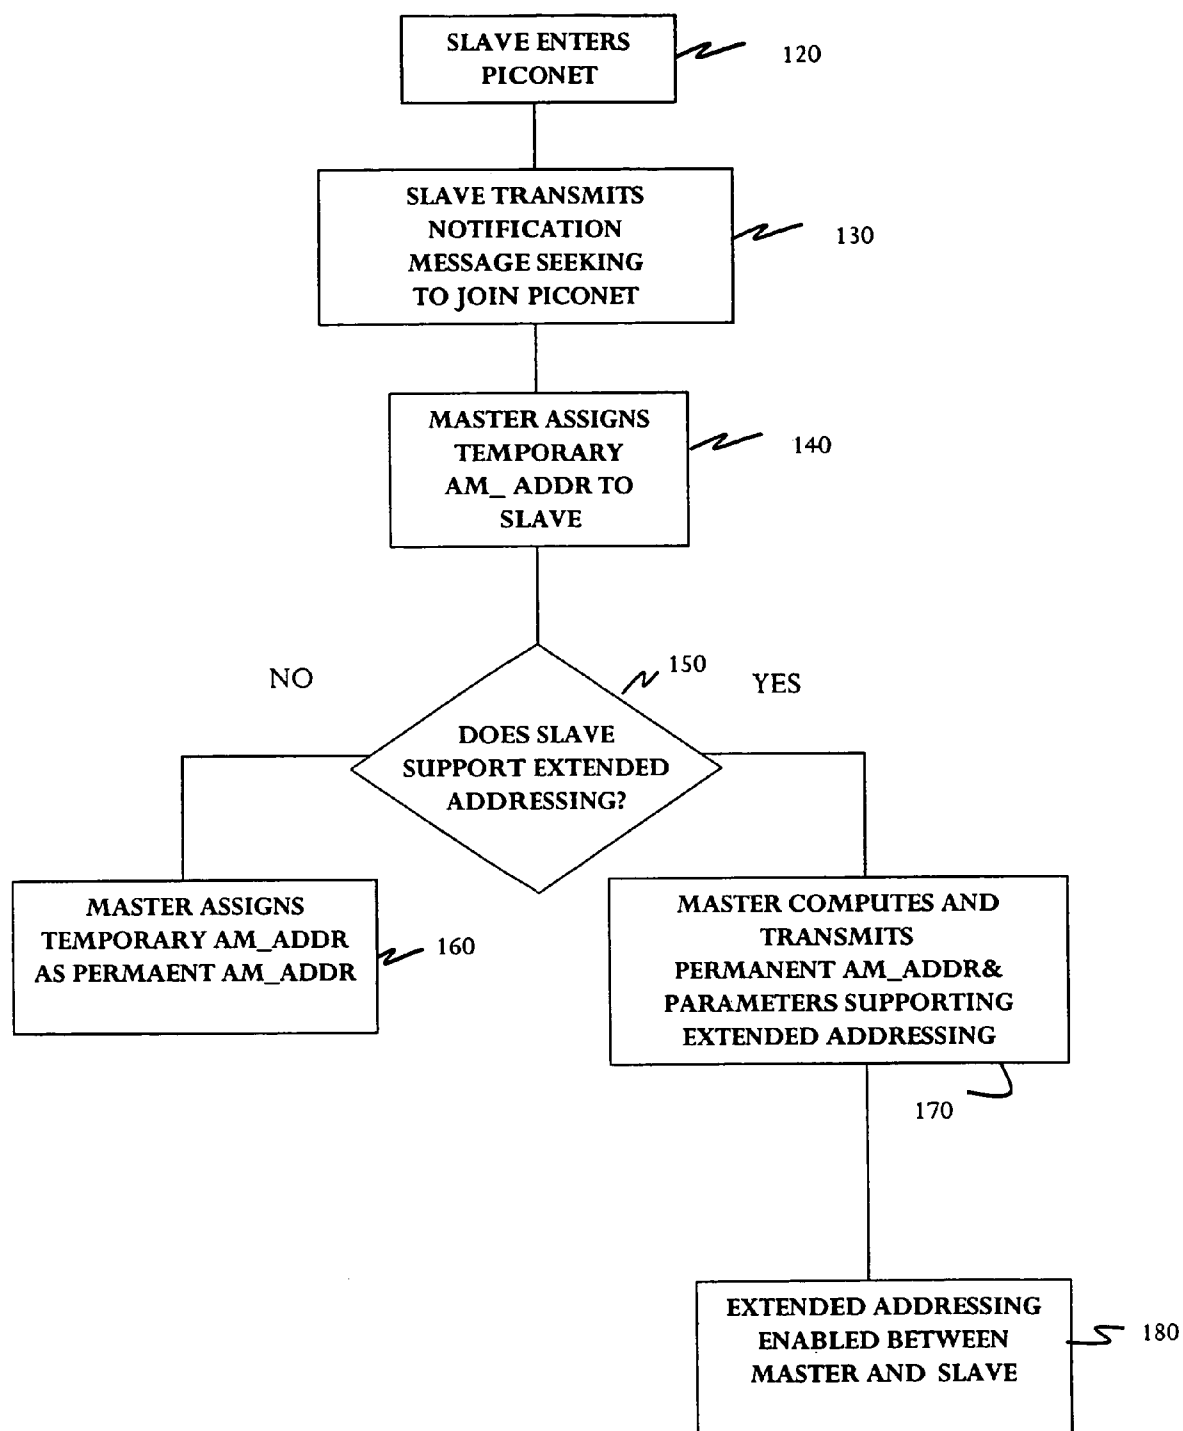 SLAVE ENTERS
PICONET
120
SLAVE TRANSMITS
NOTIFICATION
MESSAGE SEEKING
TO JOIN PICONET
130
MASTER ASSIGNS
TEMPORARY
AM_ ADDR TO
SLAVE
140
NO
150
YES
DOES SLAVE
SUPPORT EXTENDED
ADDRESSING?
MASTER ASSIGNS
TEMPORARY AM_ADDR
AS PERMAENT AM_ADDR
160
MASTER COMPUTES AND
TRANSMITS
PERMANENT AM_ADDR&
PARAMETERS SUPPORTING
EXTENDED ADDRESSING
170
EXTENDED ADDRESSING
ENABLED BETWEEN
MASTER AND SLAVE
180